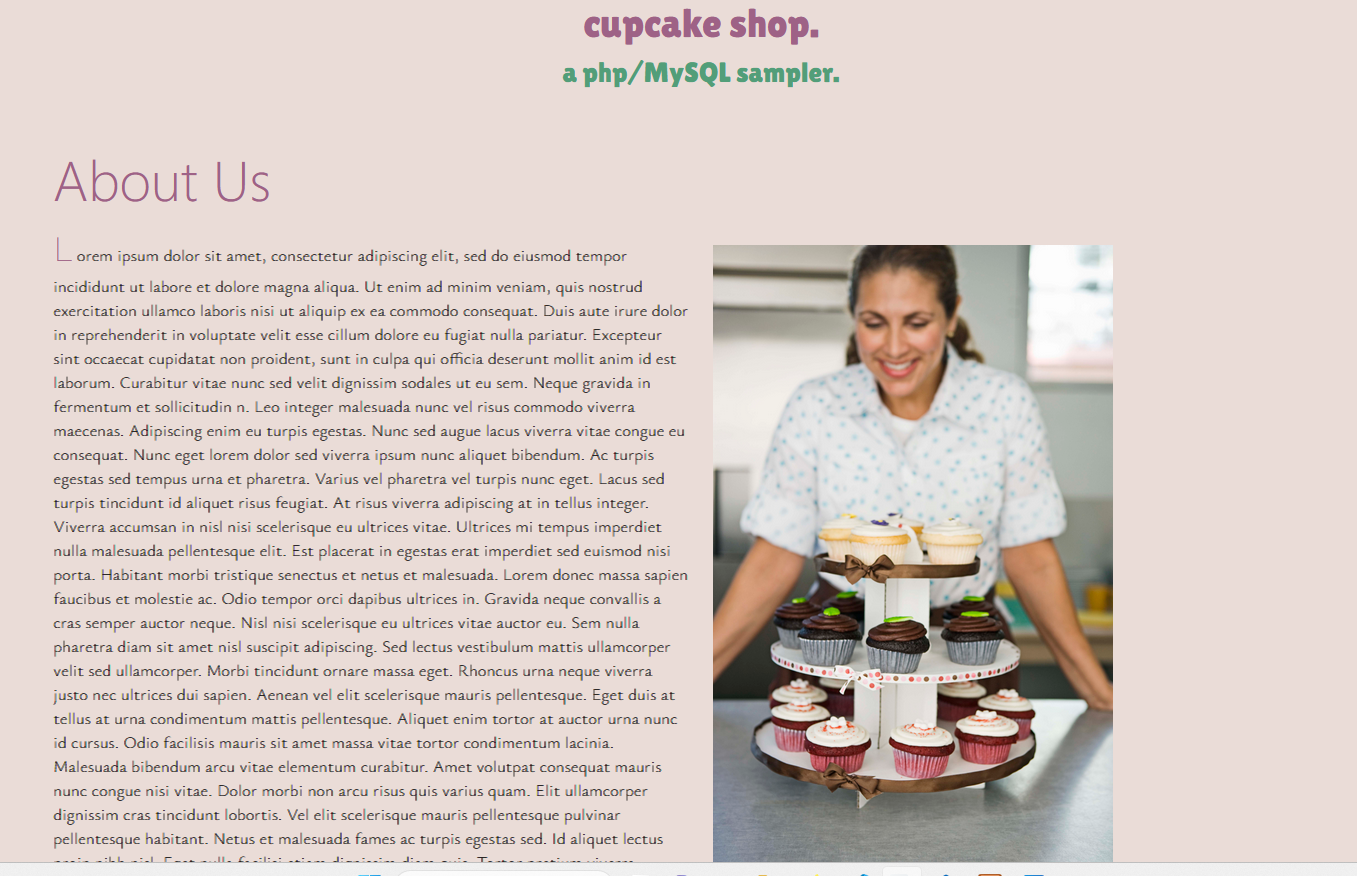 cupcake shop.
a php/MySQL sampler.
About Us
Lorem ipsum dolor sit amet, consectetur adipiscing elit, sed do eiusmod tempor
incididunt ut labore et dolore magna aliqua. Ut enim ad minim veniam, quis nostrud
exercitation ullamco laboris nisi ut aliquip ex ea commodo consequat. Duis aute irure dolor
in reprehenderit in voluptate velit esse cillum dolore eu fugiat nulla pariatur. Excepteur
sint occaecat cupidatat non proident, sunt in culpa qui officia deserunt mollit anim id est
laborum. Curabitur vitae nunc sed velit dignissim sodales ut eu sem. Neque gravida in
fermentum et sollicitudin n. Leo integer malesuada nunc vel risus commodo viverra
maecenas. Adipiscing enim eu turpis egestas. Nunc sed augue lacus viverra vitae congue eu
consequat. Nunc eget lorem dolor sed viverra ipsum nunc aliquet bibendum. Ac turpis
egestas sed tempus urna et pharetra. Varius vel pharetra vel turpis nunc eget. Lacus sed
turpis tincidunt id aliquet risus feugiat. At risus viverra adipiscing at in tellus integer.
Viverra accumsan in nisl nisi scelerisque eu ultrices vitae. Ultrices mi tempus imperdiet
nulla malesuada pellentesque elit. Est placerat in egestas erat imperdiet sed euismod nisi
porta. Habitant morbi tristique senectus et netus et malesuada. Lorem donec massa sapien
faucibus et molestie ac. Odio tempor orci dapibus ultrices in. Gravida neque convallis a
cras semper auctor neque. Nisl nisi scelerisque eu ultrices vitae auctor eu. Sem nulla
pharetra diam sit amet nisl suscipit adipiscing. Sed lectus vestibulum mattis ullamcorper
velit sed ullamcorper. Morbi tincidunt ornare massa eget. Rhoncus urna neque viverra
justo nec ultrices dui sapien. Aenean vel elit scelerisque mauris pellentesque. Eget duis at
tellus at urna condimentum mattis pellentesque. Aliquet enim tortor at auctor urna nunc
id cursus. Odio facilisis mauris sit amet massa vitae tortor condimentum lacinia.
Malesuada bibendum arcu vitae elementum curabitur. Amet volutpat consequat mauris
nunc congue nisi vitae. Dolor morbi non arcu risus quis varius quam. Elit ullamcorper
dignissim cras tincidunt lobortis. Vel elit scelerisque mauris pellentesque pulvinar
pellentesque habitant. Netus et malesuada fames ac turpis egestas sed. Id aliquet lectus